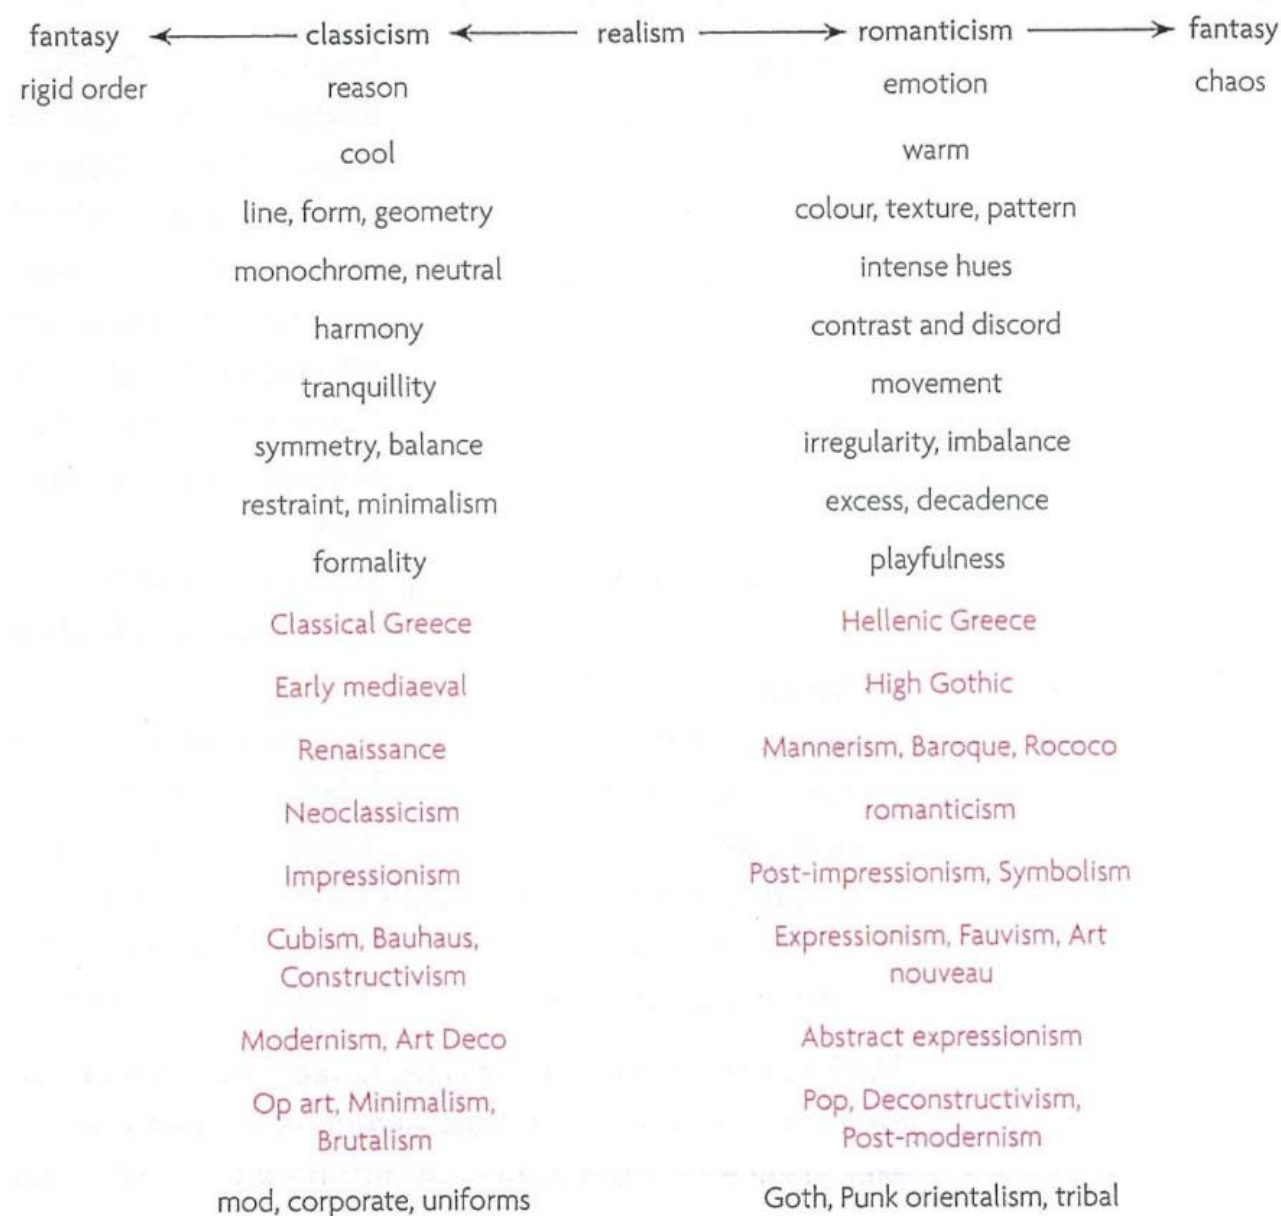 fantasy ← classicism ← realism → romanticism → fantasy
rigid order reason emotion chaos
cool warm
line, form, geometry colour, texture, pattern
monochrome, neutral intense hues
harmony contrast and discord
tranquillity movement
symmetry, balance irregularity, imbalance
restraint, minimalism excess, decadence
formality playfulness
Classical Greece Hellenic Greece
Early mediaeval High Gothic
Renaissance Mannerism, Baroque, Rococo
Neoclassicism romanticism
Impressionism Post-impressionism, Symbolism
Cubism, Bauhaus, Expressionism, Fauvism, Art
Constructivism nouveau
Modernism, Art Deco Abstract expressionism
Op art, Minimalism, Pop, Deconstructivism,
Brutalism Post-modernism
mod, corporate, uniforms Goth, Punk orientalism, tribal